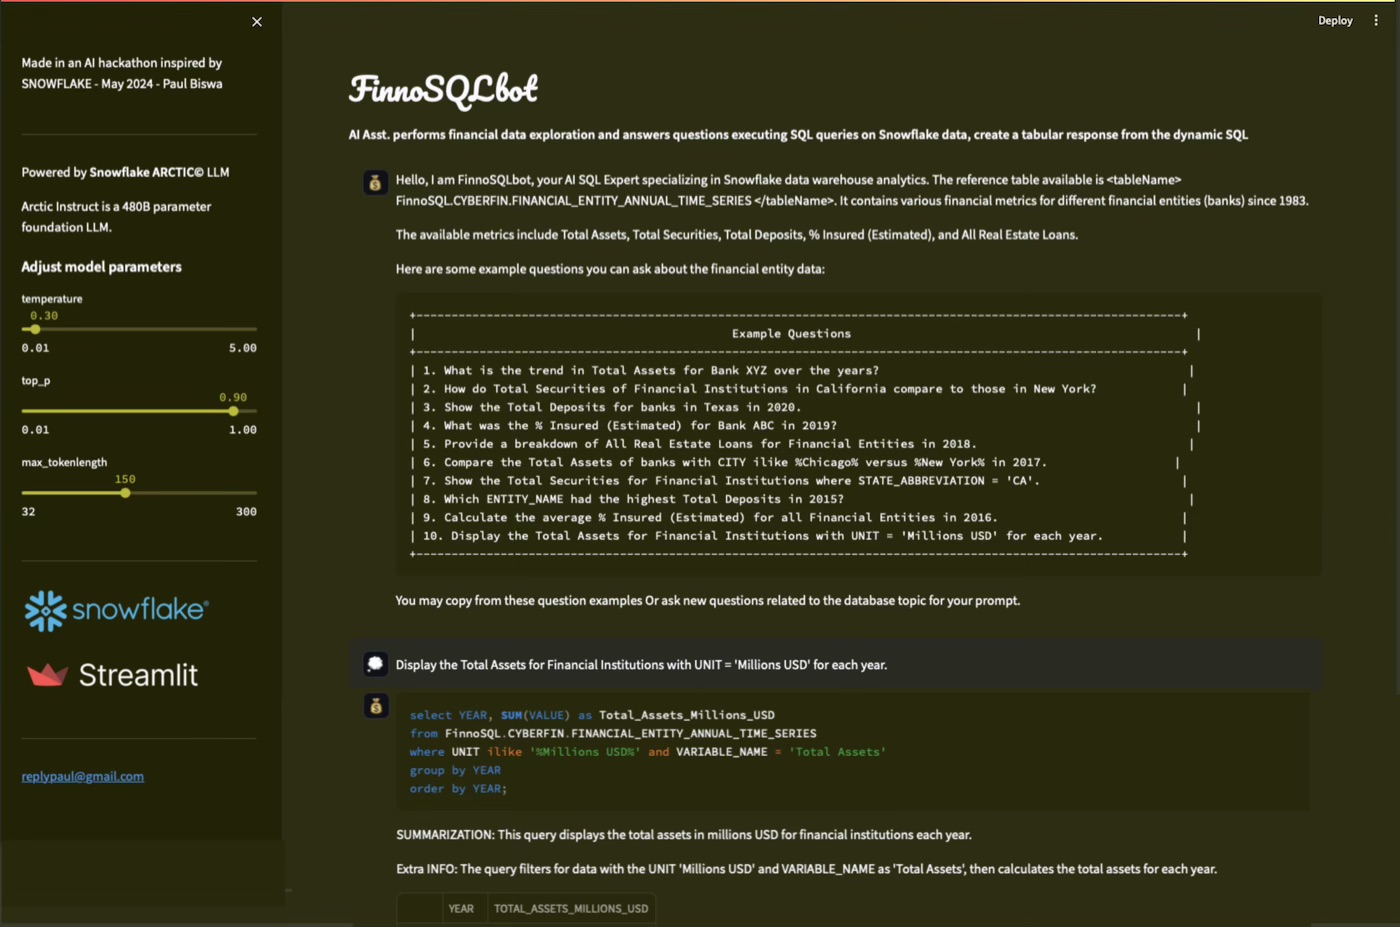 Deploy
Made in an AI hackathon inspired by
SNOWFLAKE - May 2024 - Paul Biswa
Powered by Snowflake ARCTIC© LLM
Arctic Instruct is a 480B parameter
foundation LLM.
Adjust model parameters
temperature
0.30
0.01 5.00
top_p
0.90
0.01 1.00
max_tokenlength
150
32 300
snowflake®
Streamlit
replypaul@gmail.com
FinnoSQLbot
AI Asst. performs financial data exploration and answers questions executing SQL queries on Snowflake data, create a tabular response from the dynamic SQL
Hello, I am FinnoSQLbot, your AI SQL Expert specializing in Snowflake data warehouse analytics. The reference table available is <tableName>
FinnoSQL.CYBERFIN.FINANCIAL_ENTITY_ANNUAL_TIME_SERIES </tableName>. It contains various financial metrics for different financial entities (banks) since 1983.
The available metrics include Total Assets, Total Securities, Total Deposits, % Insured (Estimated), and All Real Estate Loans.
Here are some example questions you can ask about the financial entity data:
Example Questions
1. What is the trend in Total Assets for Bank XYZ over the years?
2. How do Total Securities of Financial Institutions in California compare to those in New York?
3. Show the Total Deposits for banks in Texas in 2020.
4. What was the % Insured (Estimated) for Bank ABC in 2019?
5. Provide a breakdown of All Real Estate Loans for Financial Entities in 2018.
6. Compare the Total Assets of banks with CITY ilike %Chicago% versus %New York% in 2017.
7. Show the Total Securities for Financial Institutions where STATE_ABBREVIATION = 'CA'.
8. Which ENTITY_NAME had the highest Total Deposits in 2015?
9. Calculate the average % Insured (Estimated) for all Financial Entities in 2016.
10. Display the Total Assets for Financial Institutions with UNIT = 'Millions USD' for each year.
You may copy from these question examples Or ask new questions related to the database topic for your prompt.
Display the Total Assets for Financial Institutions with UNIT = 'Millions USD' for each year.
select YEAR, SUM(VALUE) as Total_Assets_Millions_USD
from FinnoSQL.CYBERFIN.FINANCIAL_ENTITY_ANNUAL_TIME_SERIES
where UNIT ilike '%Millions USD%' and VARIABLE_NAME = 'Total Assets'
group by YEAR
order by YEAR;
SUMMARIZATION: This query displays the total assets in millions USD for financial institutions each year.
Extra INFO: The query filters for data with the UNIT 'Millions USD' and VARIABLE_NAME as 'Total Assets', then calculates the total assets for each year.
YEAR TOTAL_ASSETS_MILLIONS_USD